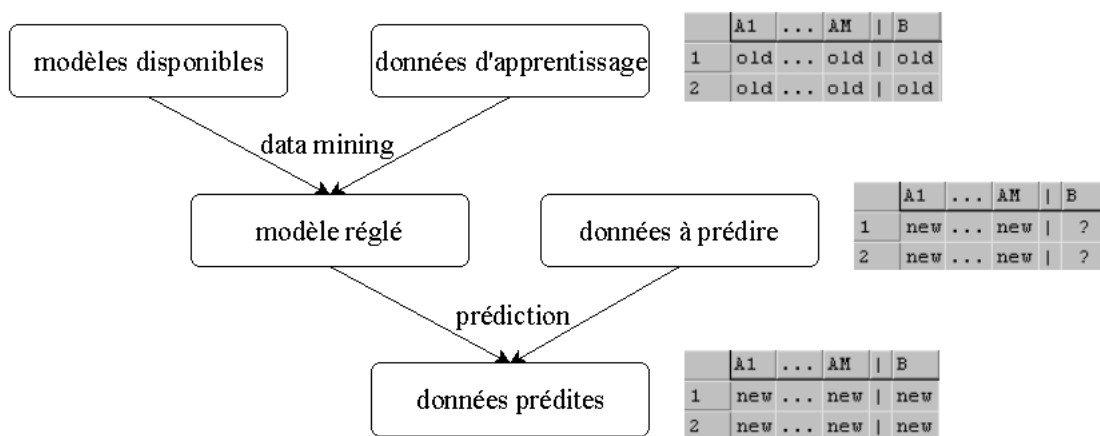 modèles disponibles
données d'apprentissage
A1 ... AM | B
1 old ... old | old
2 old ... old | old
data mining
modèle réglé
données à prédire
A1 ... AM | B
1 new ... new | ?
2 new ... new | ?
prédiction
données prédites
A1 ... AM | B
1 new ... new | new
2 new ... new | new